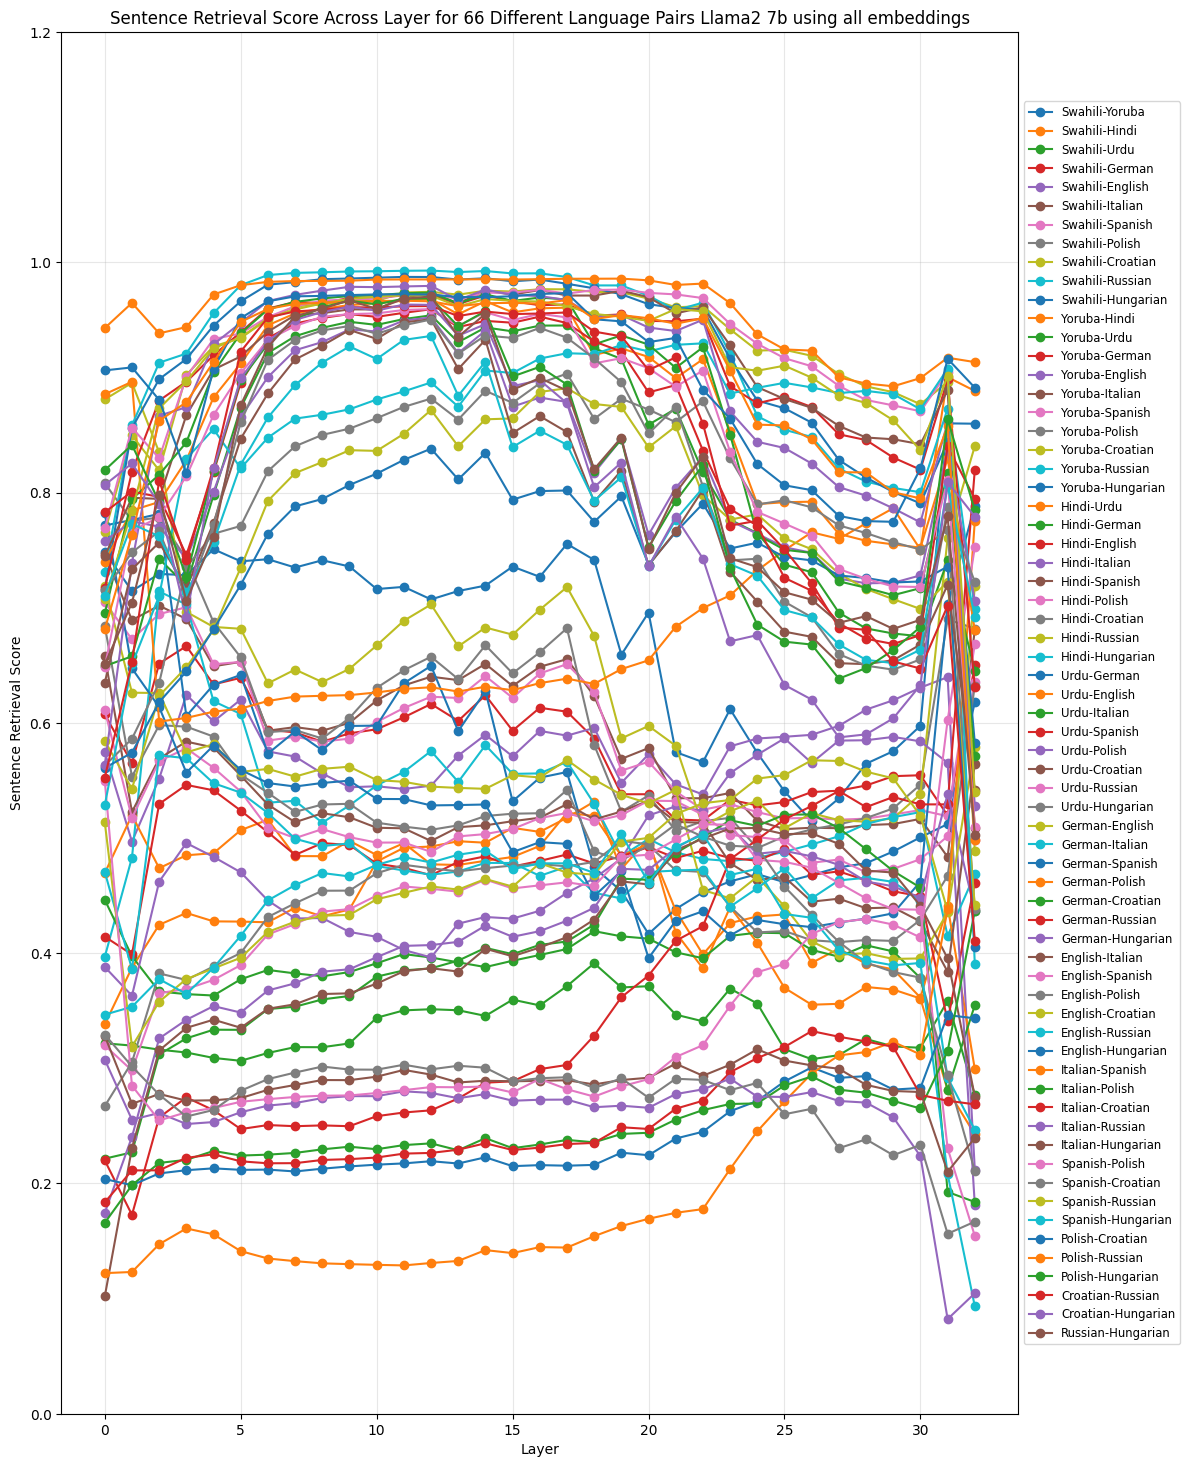 Sentence Retrieval Score Across Layer for 66 Different Language Pairs Llama2 7b using all embeddings
1.2
1.0
0.8
0.6
0.4
0.2
0.0
Sentence Retrieval Score
0 5 10 15 20 25 30
Layer
Swahili-Yoruba
Swahili-Hindi
Swahili-Urdu
Swahili-German
Swahili-English
Swahili-Italian
Swahili-Spanish
Swahili-Polish
Swahili-Croatian
Swahili-Russian
Swahili-Hungarian
Yoruba-Hindi
Yoruba-Urdu
Yoruba-German
Yoruba-English
Yoruba-Italian
Yoruba-Spanish
Yoruba-Polish
Yoruba-Croatian
Yoruba-Russian
Yoruba-Hungarian
Hindi-Urdu
Hindi-German
Hindi-English
Hindi-Italian
Hindi-Spanish
Hindi-Polish
Hindi-Croatian
Hindi-Russian
Hindi-Hungarian
Urdu-German
Urdu-English
Urdu-Italian
Urdu-Spanish
Urdu-Polish
Urdu-Croatian
Urdu-Russian
Urdu-Hungarian
German-English
German-Italian
German-Spanish
German-Polish
German-Croatian
German-Russian
German-Hungarian
English-Italian
English-Spanish
English-Polish
English-Croatian
English-Russian
English-Hungarian
Italian-Spanish
Italian-Polish
Italian-Croatian
Italian-Russian
Italian-Hungarian
Spanish-Polish
Spanish-Croatian
Spanish-Russian
Spanish-Hungarian
Polish-Croatian
Polish-Russian
Polish-Hungarian
Croatian-Russian
Croatian-Hungarian
Russian-Hungarian